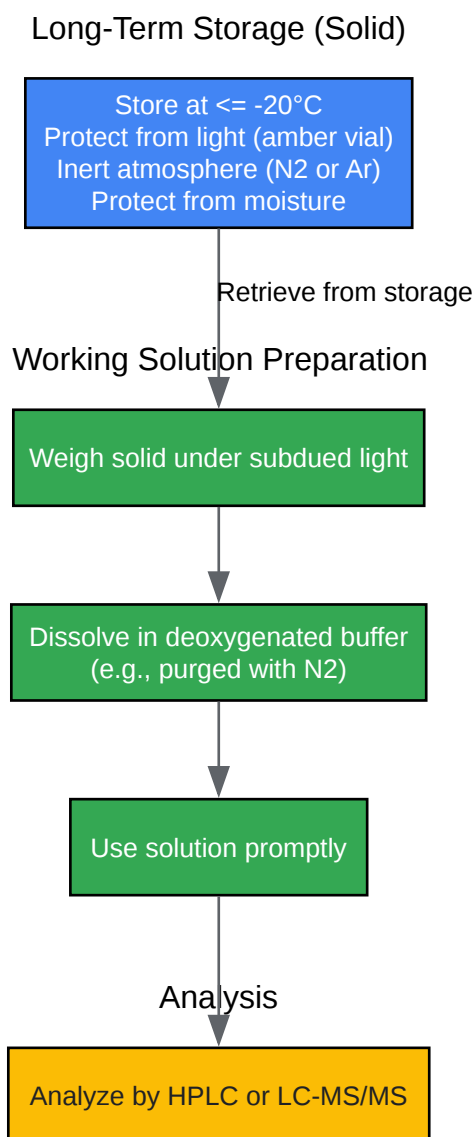 Long-Term Storage (Solid)
Store at <= -20°C
Protect from light (amber vial)
Inert atmosphere (N2 or Ar)
Protect from moisture
Retrieve from storage
Working Solution Preparation
Weigh solid under subdued light
Dissolve in deoxygenated buffer
(e.g., purged with N2)
Use solution promptly
Analysis
Analyze by HPLC or LC-MS/MS